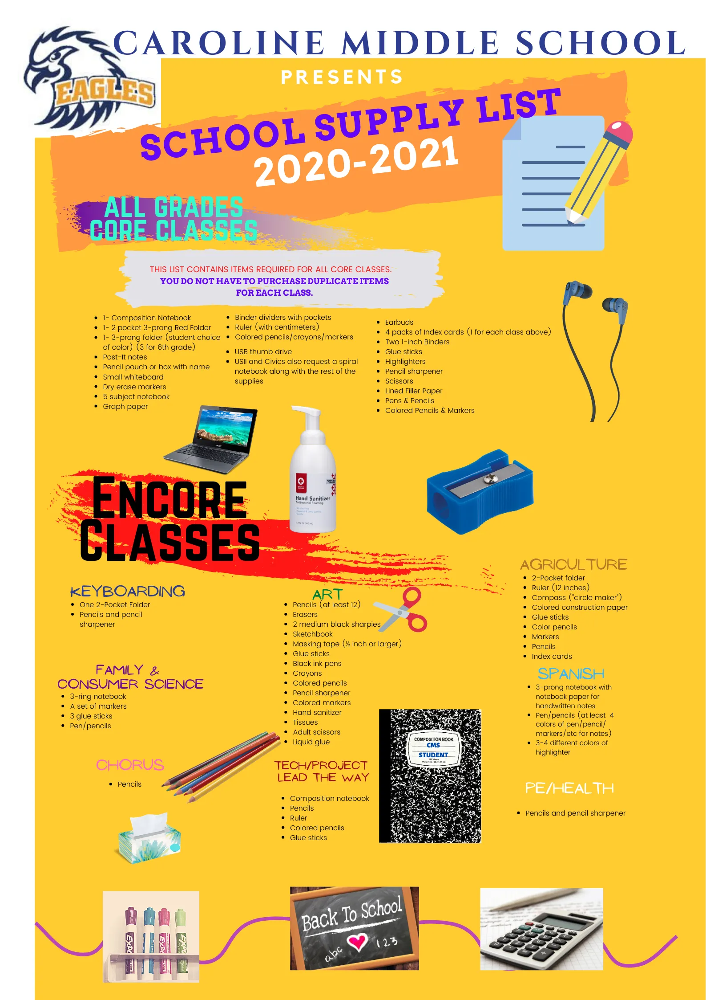 CAROLINE MIDDLE SCHOOL
EAGLES
PRESENTS
SCHOOL SUPPLY LIST
2020-2021
ALL GRADES
CORE CLASSES
THIS LIST CONTAINS ITEMS REQUIRED FOR ALL CORE CLASSES.
YOU DO NOT HAVE TO PURCHASE DUPLICATE ITEMS
FOR EACH CLASS.
• 1- Composition Notebook
• 1- 2 pocket 3-prong Red Folder
• 1- 3-prong folder (student choice
of color) (3 for 6th grade)
• Post-It notes
• Pencil pouch or box with name
• Small whiteboard
• Dry erase markers
• 5 subject notebook
• Graph paper
• Binder dividers with pockets
• Ruler (with centimeters)
• Colored pencils/crayons/markers
• USB thumb drive
• USII and Civics also request a spiral
notebook along with the rest of the
supplies
• Earbuds
• 4 packs of Index cards (1 for each class above)
• Two 1-inch Binders
• Glue sticks
• Highlighters
• Pencil sharpener
• Scissors
• Lined Filler Paper
• Pens & Pencils
• Colored Pencils & Markers
acer
Hand Sanitizer
Antibacterial Foaming
ENCORE
CLASSES
KEYBOARDING
• One 2-Pocket Folder
• Pencils and pencil
sharpener
FAMILY &
CONSUMER SCIENCE
• 3-ring notebook
• A set of markers
• 3 glue sticks
• Pen/pencils
CHORUS
• Pencils
ART
• Pencils (at least 12)
• Erasers
• 2 medium black sharpies
• Sketchbook
• Masking tape (½ inch or larger)
• Glue sticks
• Black ink pens
• Crayons
• Colored pencils
• Pencil sharpener
• Colored markers
• Hand sanitizer
• Tissues
• Adult scissors
• Liquid glue
TECH/PROJECT
LEAD THE WAY
• Composition notebook
• Pencils
• Ruler
• Colored pencils
• Glue sticks
COMPOSITION BOOK
CMS
STUDENT
AGRICULTURE
• 2-Pocket folder
• Ruler (12 inches)
• Compass ("circle maker")
• Colored construction paper
• Glue sticks
• Color pencils
• Markers
• Pencils
• Index cards
SPANISH
• 3-prong notebook with
notebook paper for
handwritten notes
• Pen/pencils (at least 4
colors of pen/pencil/
markers/etc for notes)
• 3-4 different colors of
highlighter
PE/HEALTH
• Pencils and pencil sharpener
Back To School
abc
123